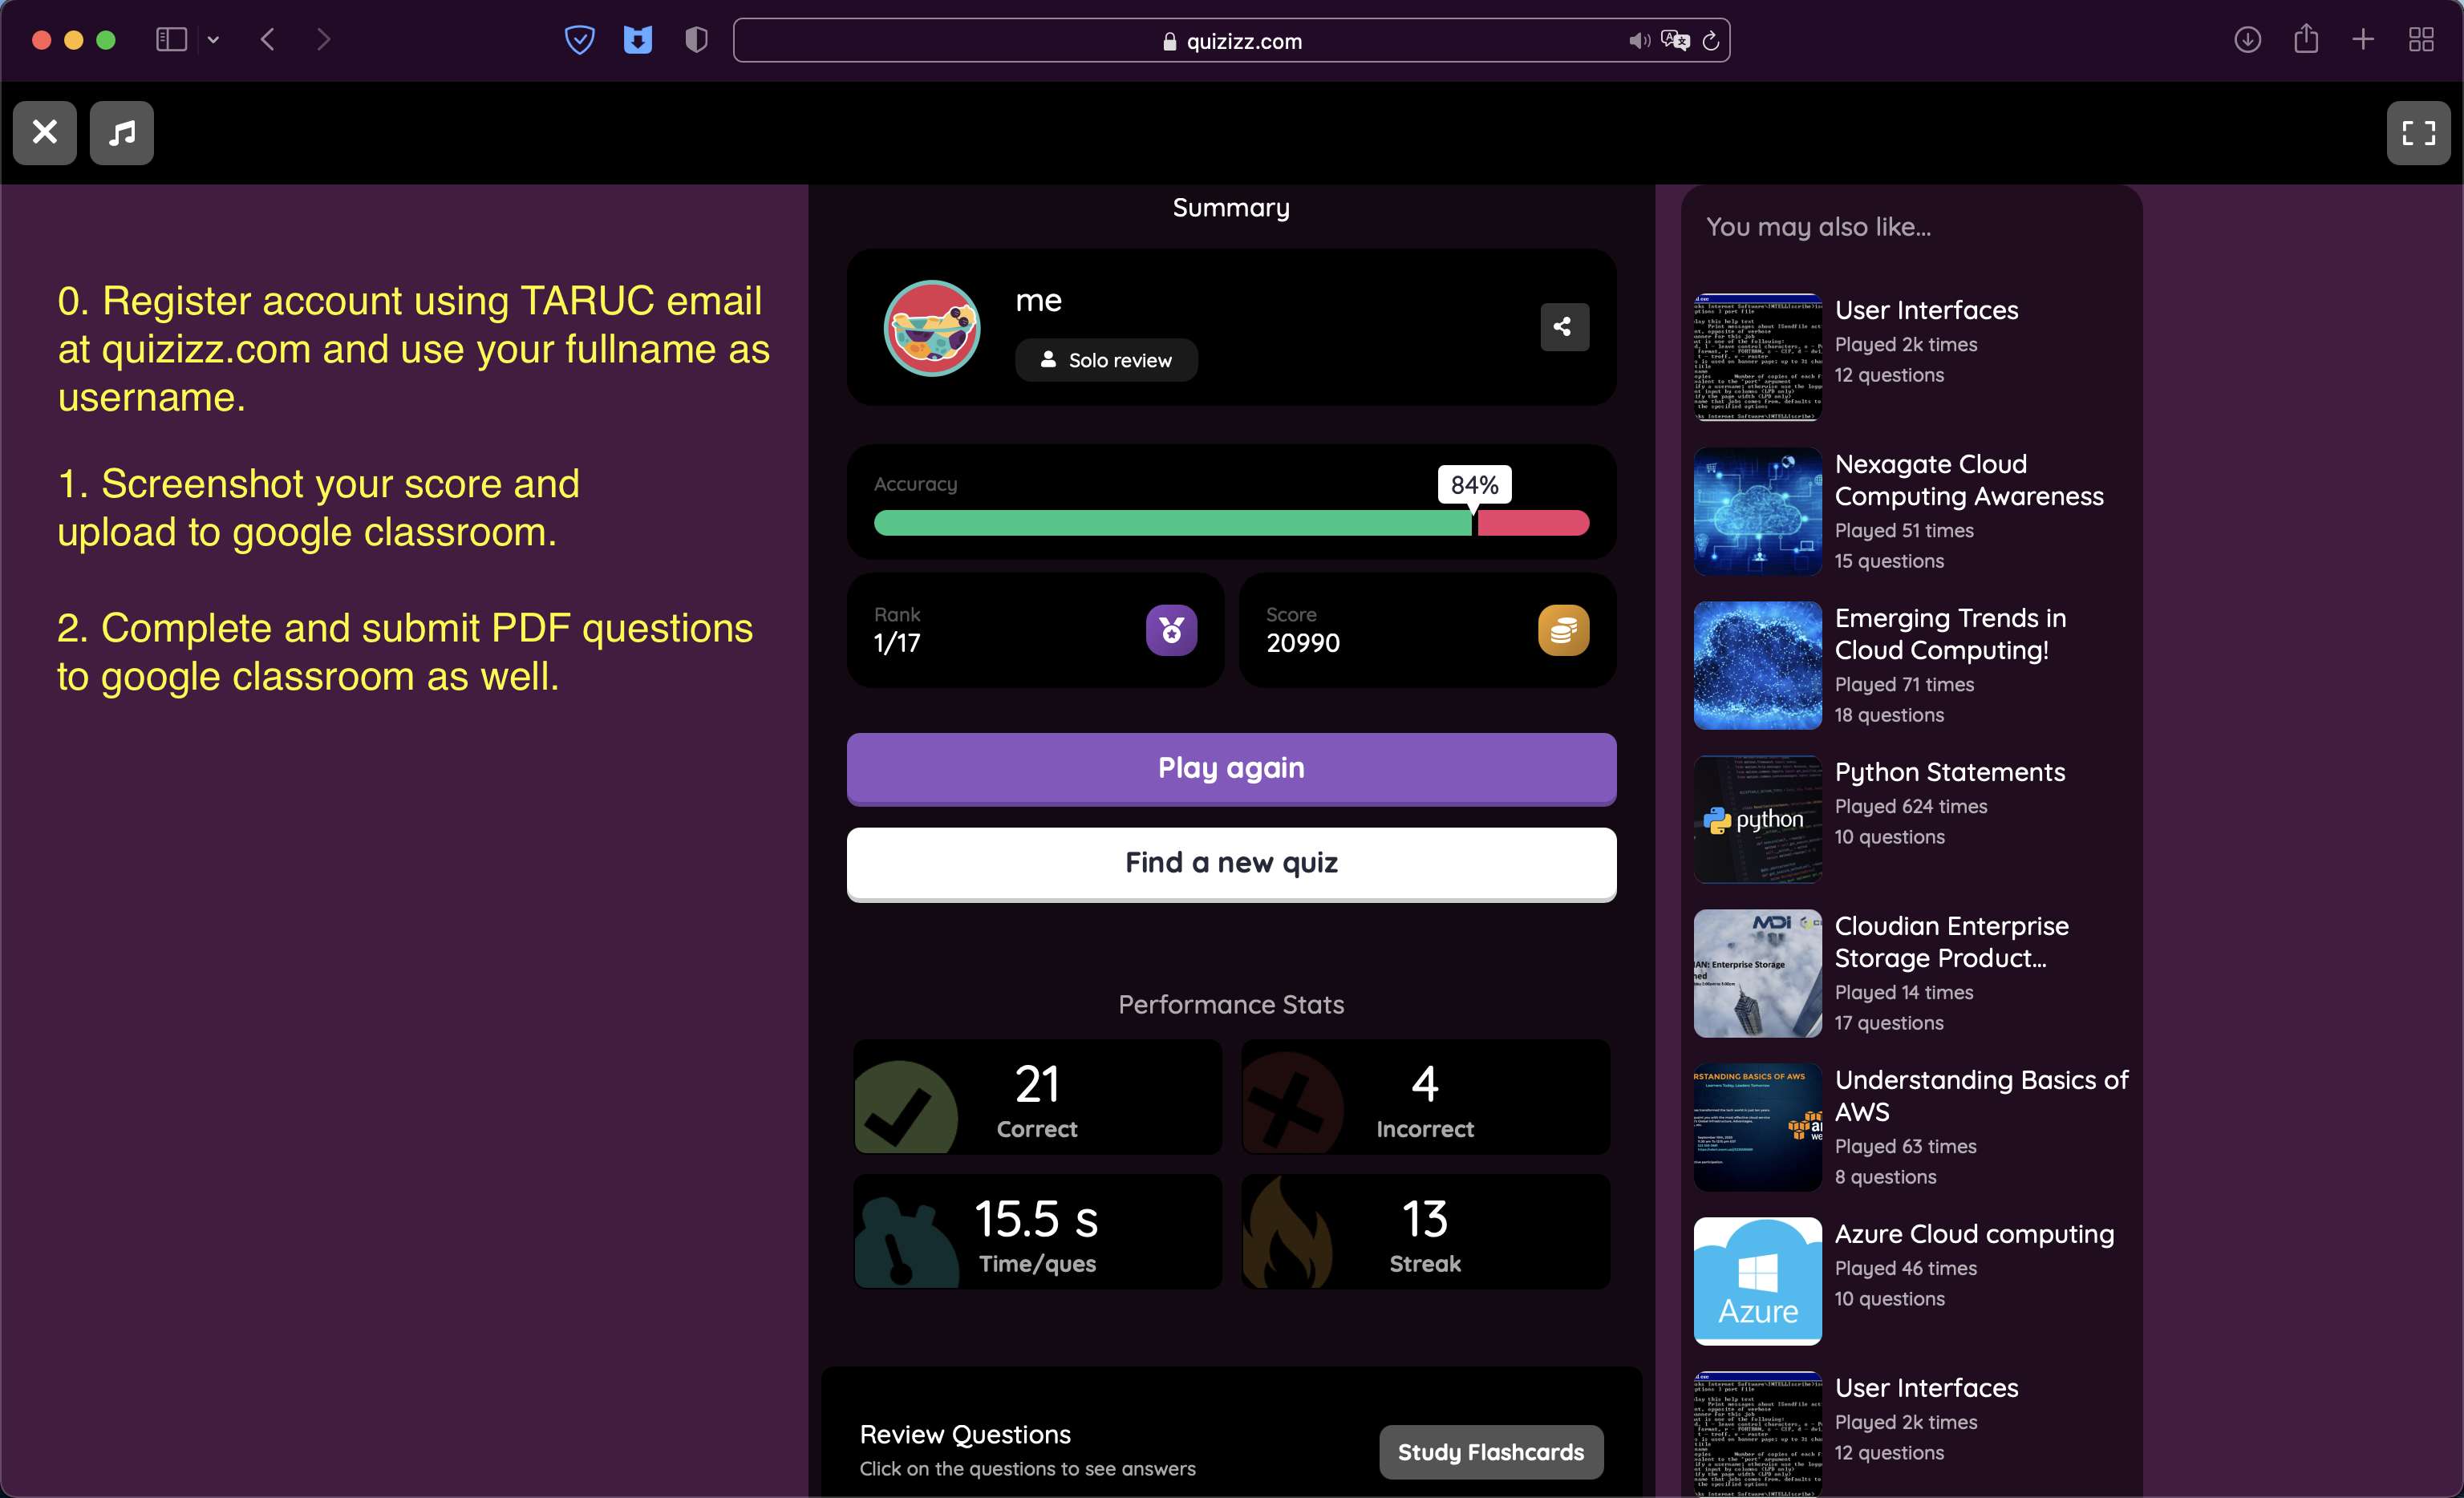 quizizz.com
0. Register account using TARUC email
at quizizz.com and use your fullname as
username.
1. Screenshot your score and
upload to google classroom.
2. Complete and submit PDF questions
to google classroom as well.
Summary
me
Solo review
Accuracy
84%
Rank
1/17
Score
20990
Play again
Find a new quiz
Performance Stats
21
Correct
4
Incorrect
15.5 s
Time/ques
13
Streak
Review Questions
Click on the questions to see answers
Study Flashcards
You may also like...
User Interfaces
Played 2k times
12 questions
Nexagate Cloud
Computing Awareness
Played 51 times
15 questions
Emerging Trends in
Cloud Computing!
Played 71 times
18 questions
python
Python Statements
Played 624 times
10 questions
MDI
Enterprise Storage
Cloudian Enterprise
Storage Product...
Played 14 times
17 questions
RSTANDING BASICS OF AWS
Understanding Basics of
AWS
Played 63 times
8 questions
Azure
Azure Cloud computing
Played 46 times
10 questions
User Interfaces
Played 2k times
12 questions